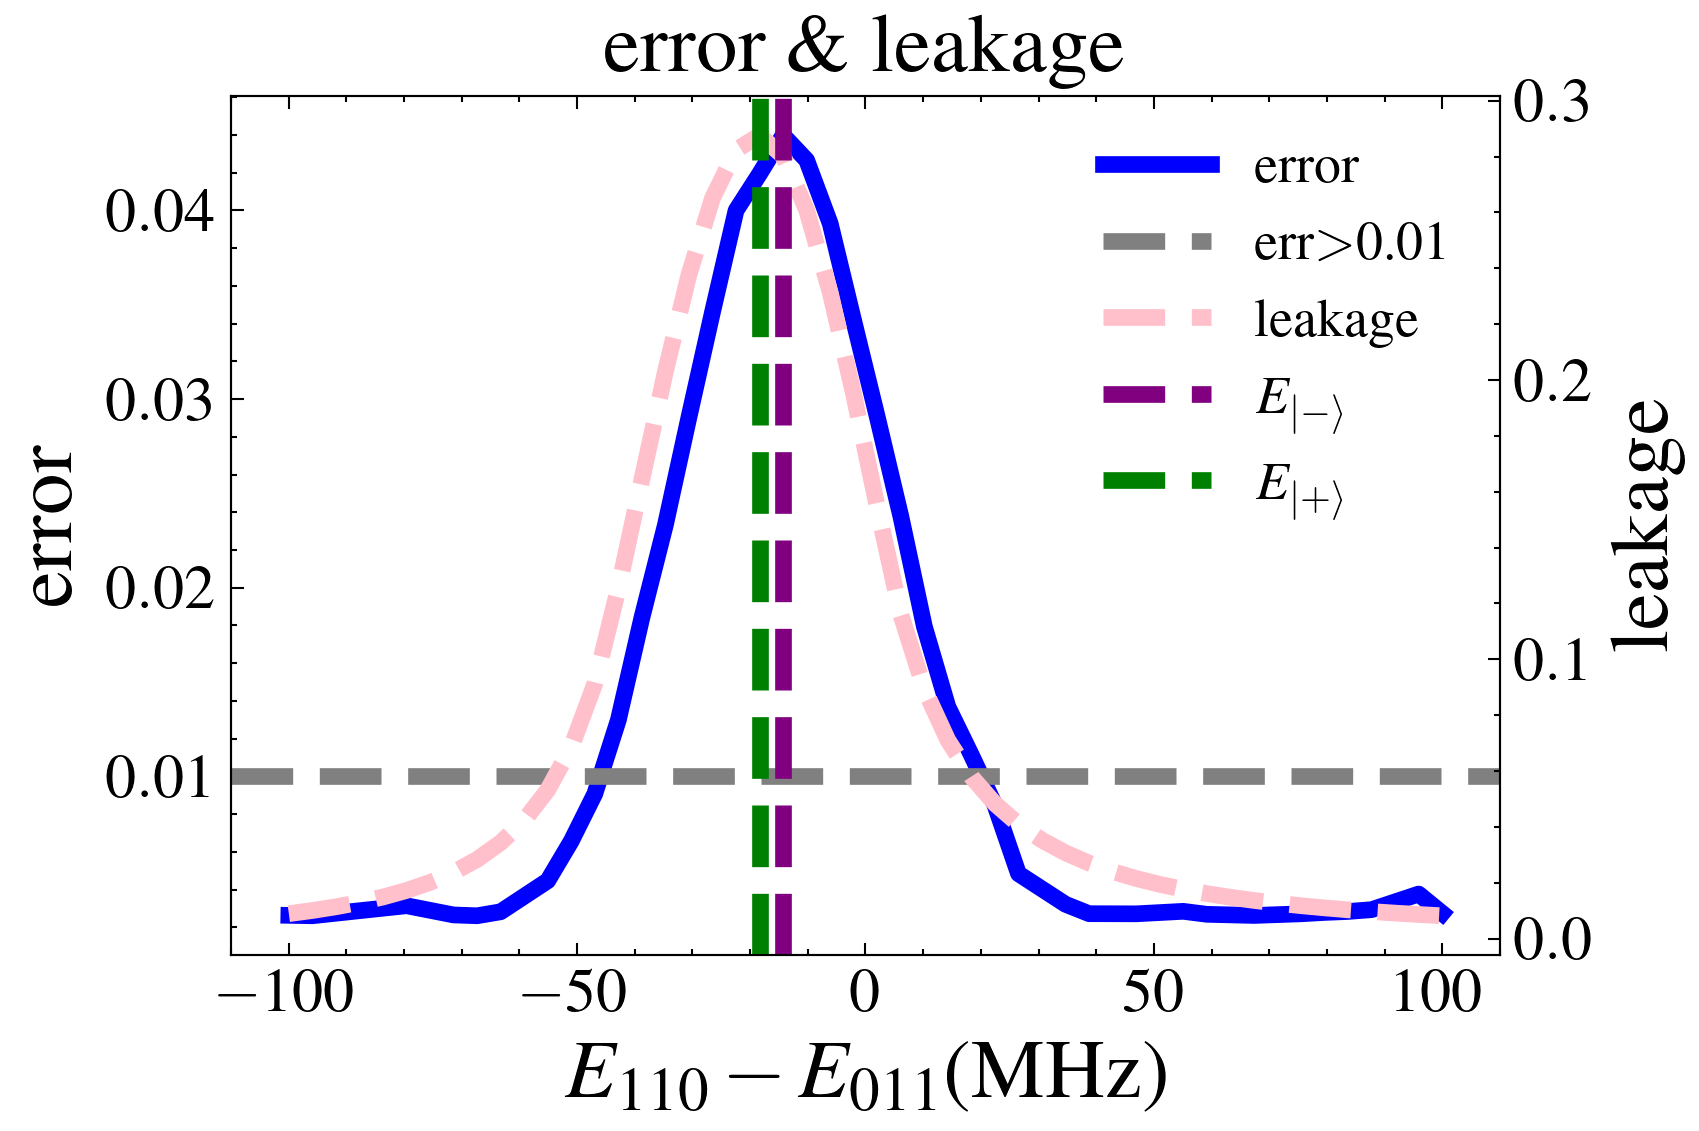 error & leakage
error
0.04
0.03
0.02
0.01
leakage
0.3
0.2
0.1
0.0
error
err>0.01
leakage
E|−⟩
E|+⟩
−100 −50 0 50 100
E110 − E011(MHz)